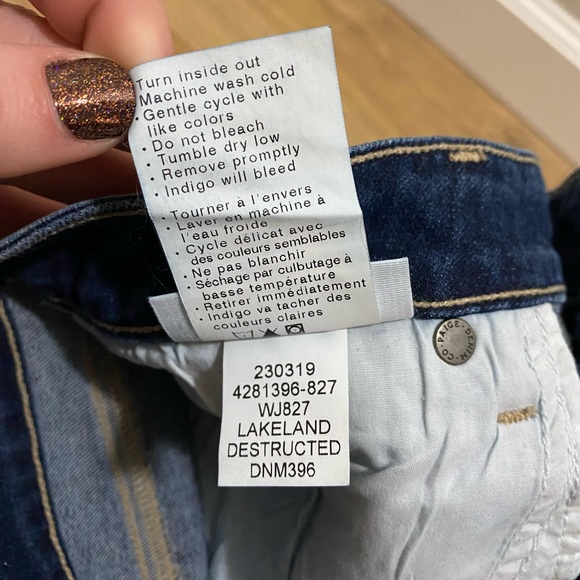 Turn inside out
Machine wash cold
• Gentle cycle with
like colors
• Do not bleach
• Tumble dry low
• Remove promptly
• Indigo will bleed
• Tourner à l'envers
• Laver en machine à
l'eau froide
• Cycle délicat avec
des couleurs semblables
• Ne pas blanchir
• Séchage par culbutage à
basse température
• Retirer immédiatement
• Indigo va tacher des
couleurs claires
230319
4281396-827
WJ827
LAKELAND
DESTRUCTED
DNM396
PAIGE • DENIM • CO •